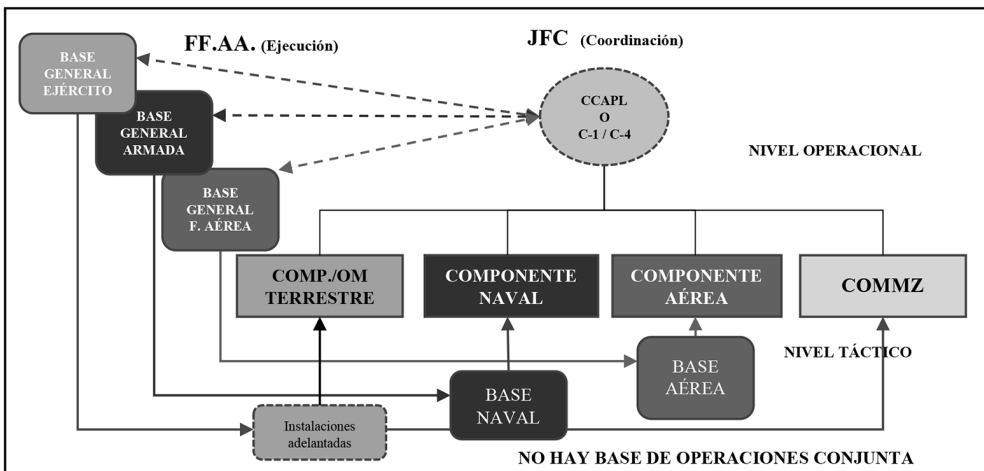 FF.AA. (Ejecución)
JFC (Coordinación)
BASE
GENERAL
EJÉRCITO
BASE
GENERAL
ARMADA
BASE
GENERAL
F. AÉREA
CCAPL
O
C-1 / C-4
NIVEL OPERACIONAL
COMP./OM
TERRESTRE
COMPONENTE
NAVAL
COMPONENTE
AÉREA
COMMZ
NIVEL TÁCTICO
BASE
AÉREA
BASE
NAVAL
Instalaciones
adelantadas
NO HAY BASE DE OPERACIONES CONJUNTA